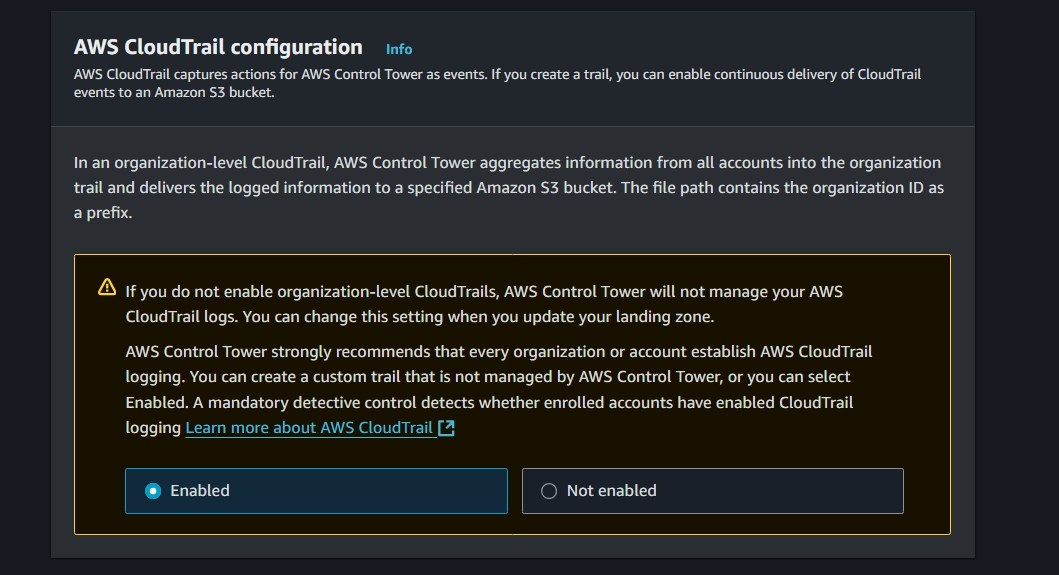 AWS CloudTrail configuration Info
AWS CloudTrail captures actions for AWS Control Tower as events. If you create a trail, you can enable continuous delivery of CloudTrail
events to an Amazon S3 bucket.
In an organization-level CloudTrail, AWS Control Tower aggregates information from all accounts into the organization
trail and delivers the logged information to a specified Amazon S3 bucket. The file path contains the organization ID as
a prefix.
If you do not enable organization-level CloudTrails, AWS Control Tower will not manage your AWS
CloudTrail logs. You can change this setting when you update your landing zone.
AWS Control Tower strongly recommends that every organization or account establish AWS CloudTrail
logging. You can create a custom trail that is not managed by AWS Control Tower, or you can select
Enabled. A mandatory detective control detects whether enrolled accounts have enabled CloudTrail
logging Learn more about AWS CloudTrail
Enabled Not enabled